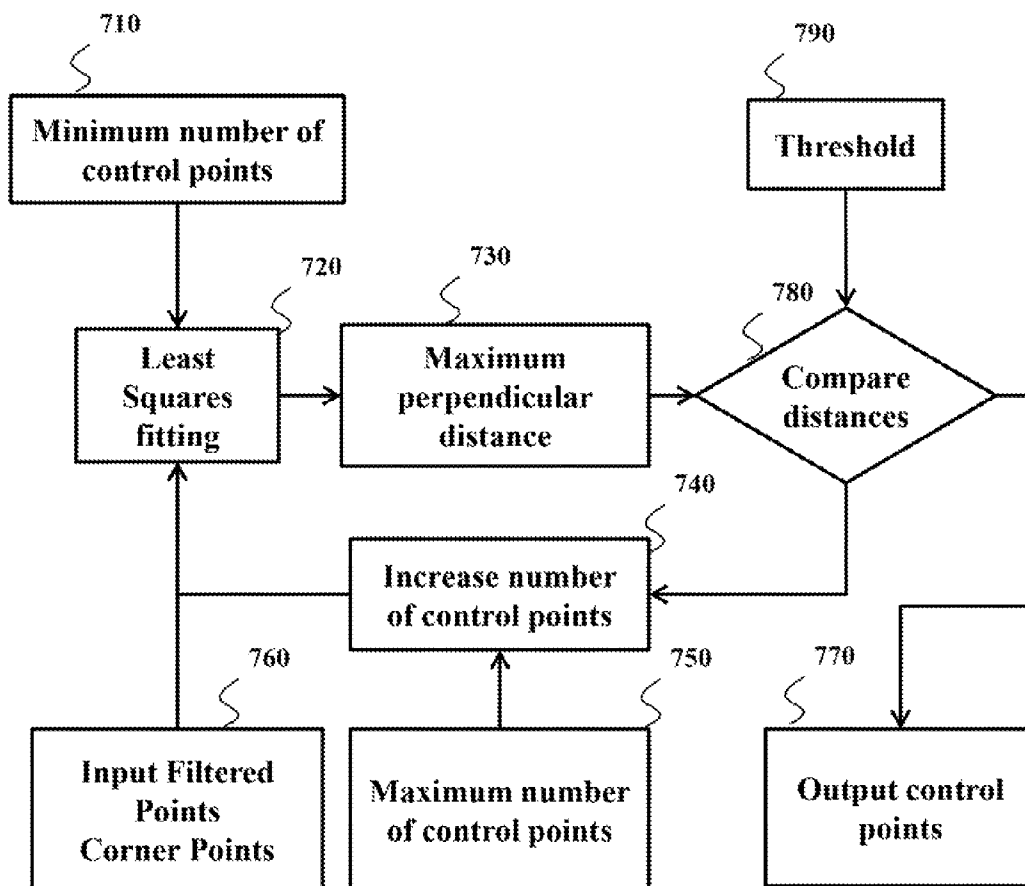 710
790
Minimum number of
control points
Threshold
720
730
780
Least
Squares
fitting
Maximum
perpendicular
distance
Compare
distances
740
Increase number
of control points
760
750
770
Input Filtered
Points
Corner Points
Maximum number
of control points
Output control
points